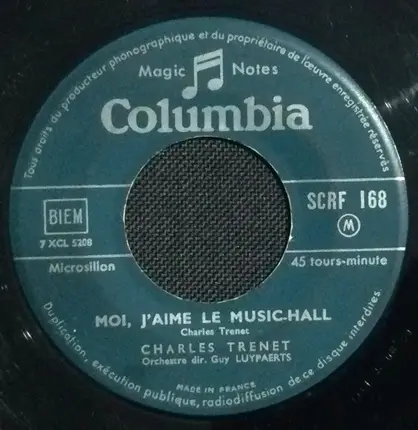 Tous droits du producteur phonographique et du propriétaire de l'œuvre enregistrée réservés
Magic Notes
Columbia
BIEM
7 XCL 5208
SCRF 168
M
Microsillon
45 tours-minute
MOI, J'AIME LE MUSIC-HALL
Charles Trenet
CHARLES TRENET
Orchestre dir. Guy LUYPAERTS
MADE IN FRANCE
Duplication, exécution publique, radiodiffusion de ce disque interdites